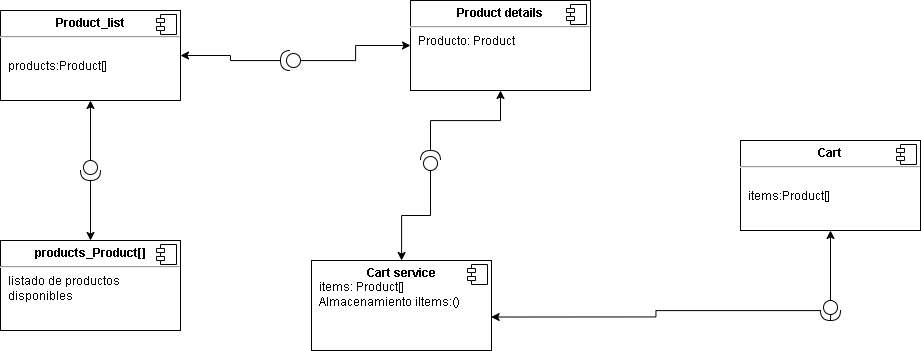 Product_list
products:Product[]
Product details
Producto: Product
Cart
items:Product[]
products_Product[]
listado de productos
disponibles
Cart service
items: Product[]
Almacenamiento iItems:()